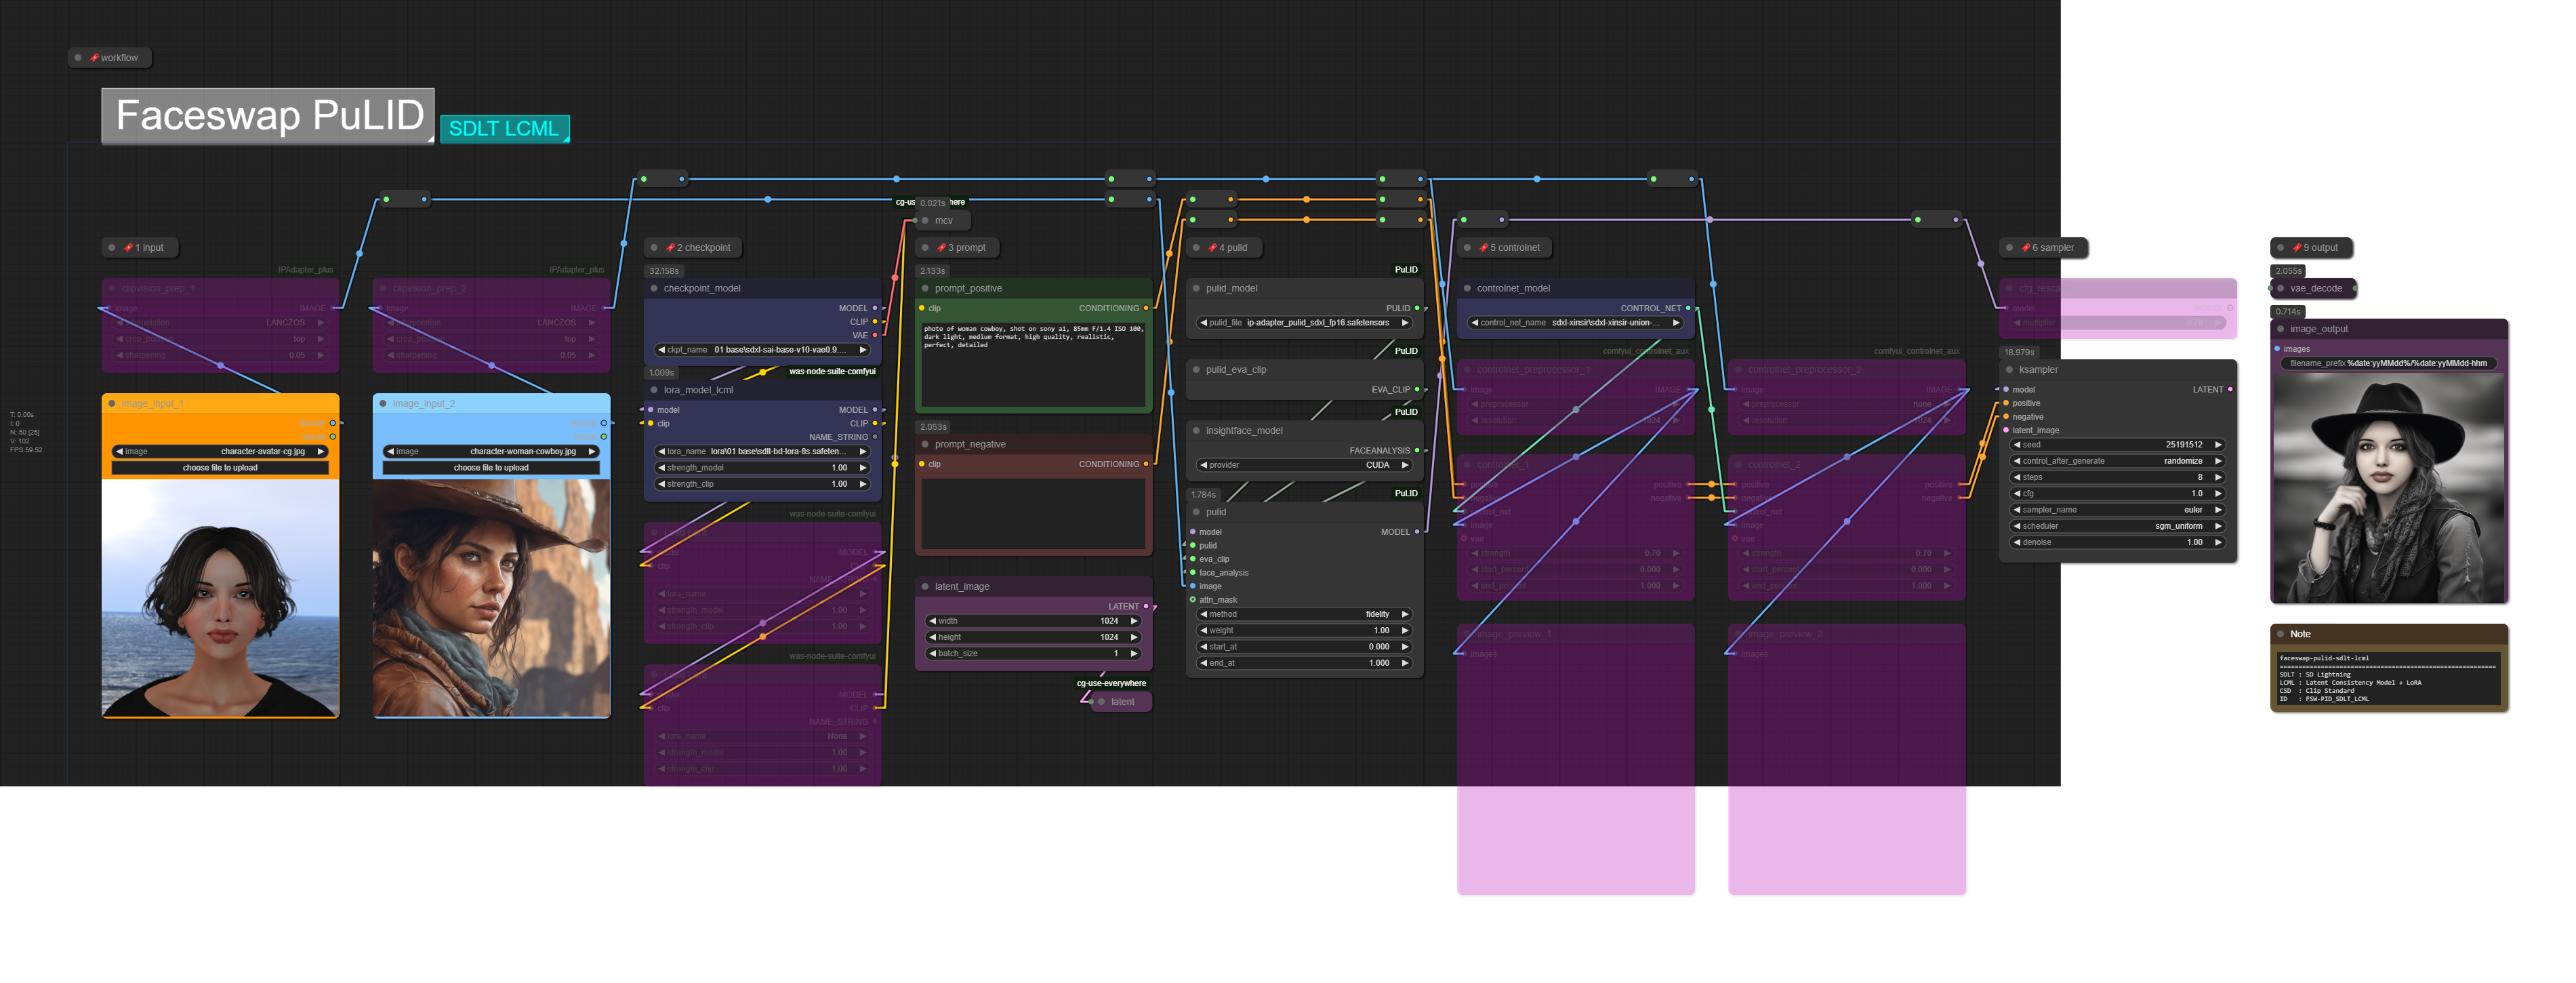 workflow
Faceswap PuLID
SDLT LCML
T: 0.00s
I: 0
N: 50 [25]
V: 102
FPS:59.52
1 input
IPAdapter_plus
clipvision_prep_1
image
IMAGE
LANCZOS
crop_position
top
sharpening
0.05
image_input_1
image
character-avatar-cg.jpg
choose file to upload
IPAdapter_plus
clipvision_prep_2
image
IMAGE
LANCZOS
top
sharpening
0.05
image_input_2
image
character-woman-cowboy.jpg
choose file to upload
2 checkpoint
32.158s
checkpoint_model
MODEL
CLIP
VAE
ckpt_name
01 base\sdxl-sai-base-v10-vae0.9....
was-node-suite-comfyui
1.009s
lora_model_lcml
model
MODEL
clip
CLIP
NAME_STRING
lora_name
lora\01 base\sdlt-bd-lora-8s.safeten...
strength_model
1.00
strength_clip
1.00
was-node-suite-comfyui
MODEL
clip
NAME_STRING
lora_name
strength_model
1.00
strength_clip
1.00
was-node-suite-comfyui
MODEL
clip
CLIP
NAME_STRING
lora_name
None
strength_model
1.00
strength_clip
1.00
0.021s
mcv
3 prompt
2.133s
prompt_positive
clip
CONDITIONING
photo of woman cowboy, shot on sony a1, 85mm F/1.4 ISO 100,
dark light, medium format, high quality, realistic,
perfect, detailed
2.053s
prompt_negative
clip
CONDITIONING
latent_image
LATENT
width
1024
height
1024
batch_size
1
cg-use-everywhere
latent
4 pulid
PuLID
pulid_model
PULID
pulid_file
ip-adapter_pulid_sdxl_fp16.safetensors
PuLID
pulid_eva_clip
EVA_CLIP
PuLID
insightface_model
FACEANALYSIS
provider
CUDA
1.784s
PuLID
pulid
model
MODEL
pulid
eva_clip
face_analysis
image
attn_mask
method
fidelity
weight
1.00
start_at
0.000
end_at
1.000
5 controlnet
controlnet_model
CONTROL_NET
control_net_name
sdxl-xinsir\sdxl-xinsir-union-...
comfyui_controlnet_aux
controlnet_preprocessor_1
image
IMAGE
preprocessor
resolution
1024
controlnet_1
positive
positive
negative
negative
control_net
image
vae
strength
0.70
start_percent
0.000
end_percent
1.000
image_preview_1
images
comfyui_controlnet_aux
controlnet_preprocessor_2
image
IMAGE
preprocessor
none
resolution
1024
controlnet_2
positive
positive
negative
negative
control_net
image
vae
strength
0.70
start_percent
0.000
end_percent
1.000
image_preview_2
images
6 sampler
model
multiplier
18.979s
ksampler
model
LATENT
positive
negative
latent_image
seed
25191512
control_after_generate
randomize
steps
8
cfg
1.0
sampler_name
euler
scheduler
sgm_uniform
denoise
1.00
9 output
2.055s
vae_decode
0.714s
image_output
images
filename_prefix
%date:yyMMdd%/%date:yyMMdd-hhm
Note
faceswap-pulid-sdlt-lcml
SDLT : SD Lightning
LCML : Latent Consistency Model + LoRA
CSD : Clip Standard
ID : FSW-PID_SDLT_LCML